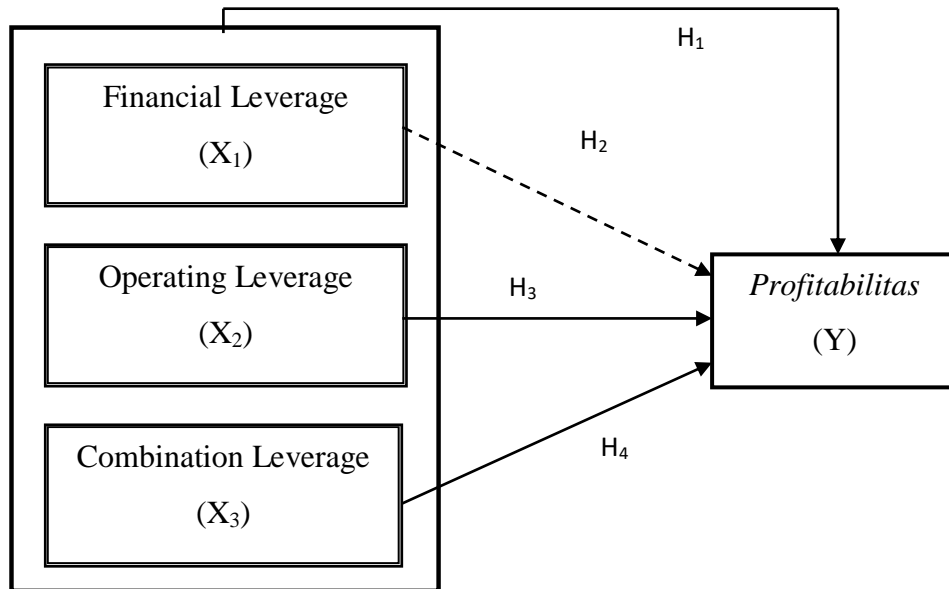 H₁
Financial Leverage
(X₁)
H₂
Operating Leverage
(X₂)
H₃
Profitabilitas
(Y)
Combination Leverage
(X₃)
H₄